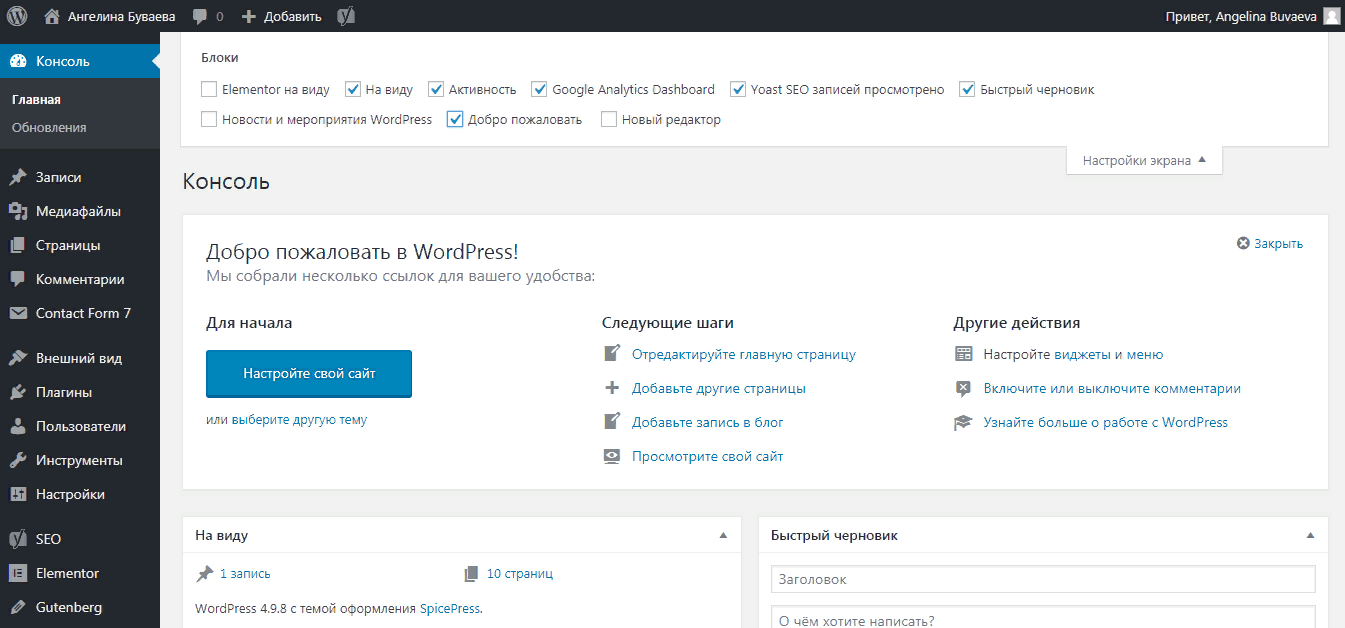 Ангелина Буваева 0 Добавить Привет, Angelina Buvaeva
Консоль
Главная
Обновления
Записи
Медиафайлы
Страницы
Комментарии
Contact Form 7
Внешний вид
Плагины
Пользователи
Инструменты
Настройки
SEO
Elementor
Gutenberg
Блоки
Elementor на виду На виду Активность Google Analytics Dashboard Yoast SEO записей просмотрено Быстрый черновик
Новости и мероприятия WordPress Добро пожаловать Новый редактор
Настройки экрана
Консоль
Добро пожаловать в WordPress!
Закрыть
Мы собрали несколько ссылок для вашего удобства:
Для начала
Настройте свой сайт
или выберите другую тему
Следующие шаги
Отредактируйте главную страницу
Добавьте другие страницы
Добавьте запись в блог
Просмотрите свой сайт
Другие действия
Настройте виджеты и меню
Включите или выключите комментарии
Узнайте больше о работе с WordPress
На виду
1 запись 10 страниц
WordPress 4.9.8 с темой оформления SpicePress.
Быстрый черновик
Заголовок
О чём хотите написать?